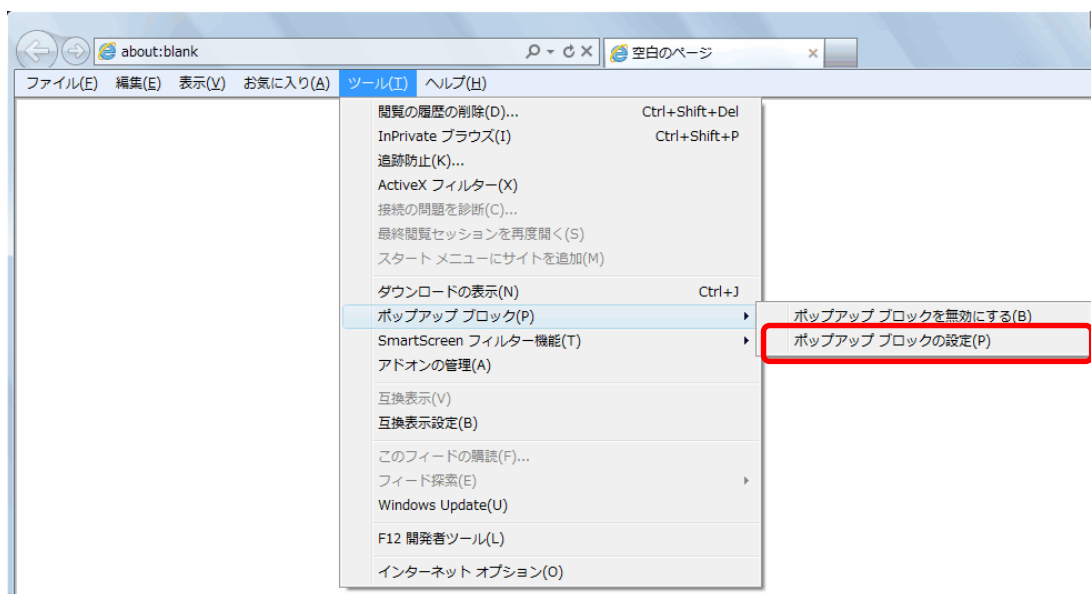 about:blank
空白のページ
ファイル(F) 編集(E) 表示(V) お気に入り(A) ツール(T) ヘルプ(H)
閲覧の履歴の削除(D)... Ctrl+Shift+Del
InPrivate ブラウズ(I) Ctrl+Shift+P
追跡防止(K)...
ActiveX フィルター(X)
接続の問題を診断(C)...
最終閲覧セッションを再度開く(S)
スタート メニューにサイトを追加(M)
ダウンロードの表示(N) Ctrl+J
ポップアップ ブロック(P)
ポップアップ ブロックを無効にする(B)
ポップアップ ブロックの設定(P)
SmartScreen フィルター機能(T)
アドオンの管理(A)
互換表示(V)
互換表示設定(B)
このフィードの購読(F)...
フィード探索(E)
Windows Update(U)
F12 開発者ツール(L)
インターネット オプション(O)